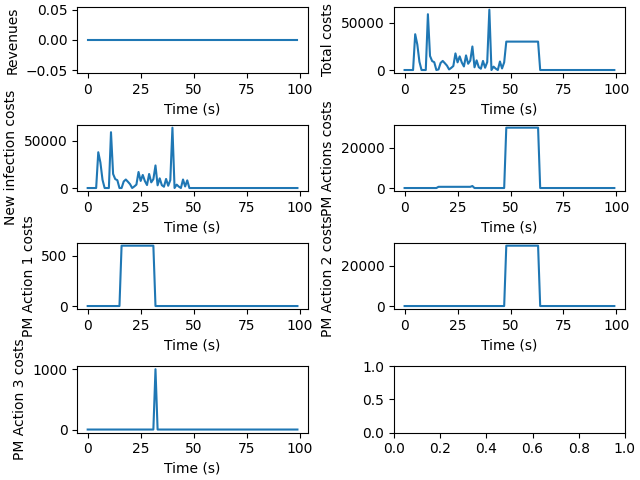 Revenues
0.05
0.00
−0.05
0 25 50 75 100
Time (s)
Total costs
50000
0
0 25 50 75 100
Time (s)
New infection costs
50000
0
0 25 50 75 100
Time (s)
PM Actions costs
20000
0
0 25 50 75 100
Time (s)
PM Action 1 costs
500
0
0 25 50 75 100
Time (s)
PM Action 2 costs
20000
0
0 25 50 75 100
Time (s)
PM Action 3 costs
1000
0
0 25 50 75 100
Time (s)
1.0
0.5
0.0
0.0 0.2 0.4 0.6 0.8 1.0